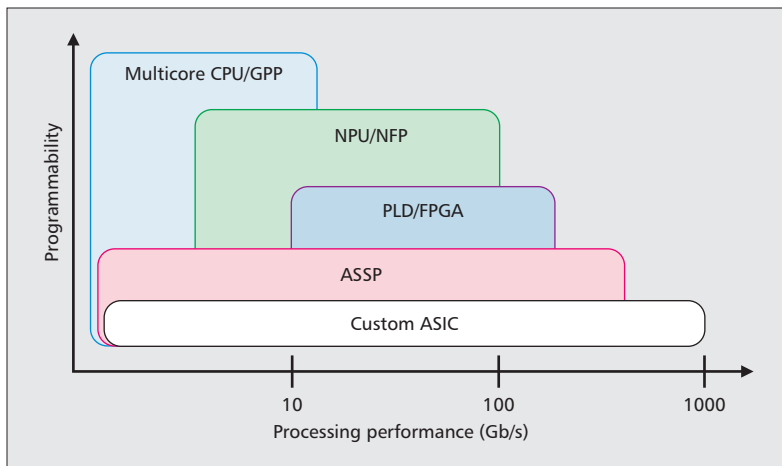 Programmability
Multicore CPU/GPP
NPU/NFP
PLD/FPGA
ASSP
Custom ASIC
10
100
1000
Processing performance (Gb/s)